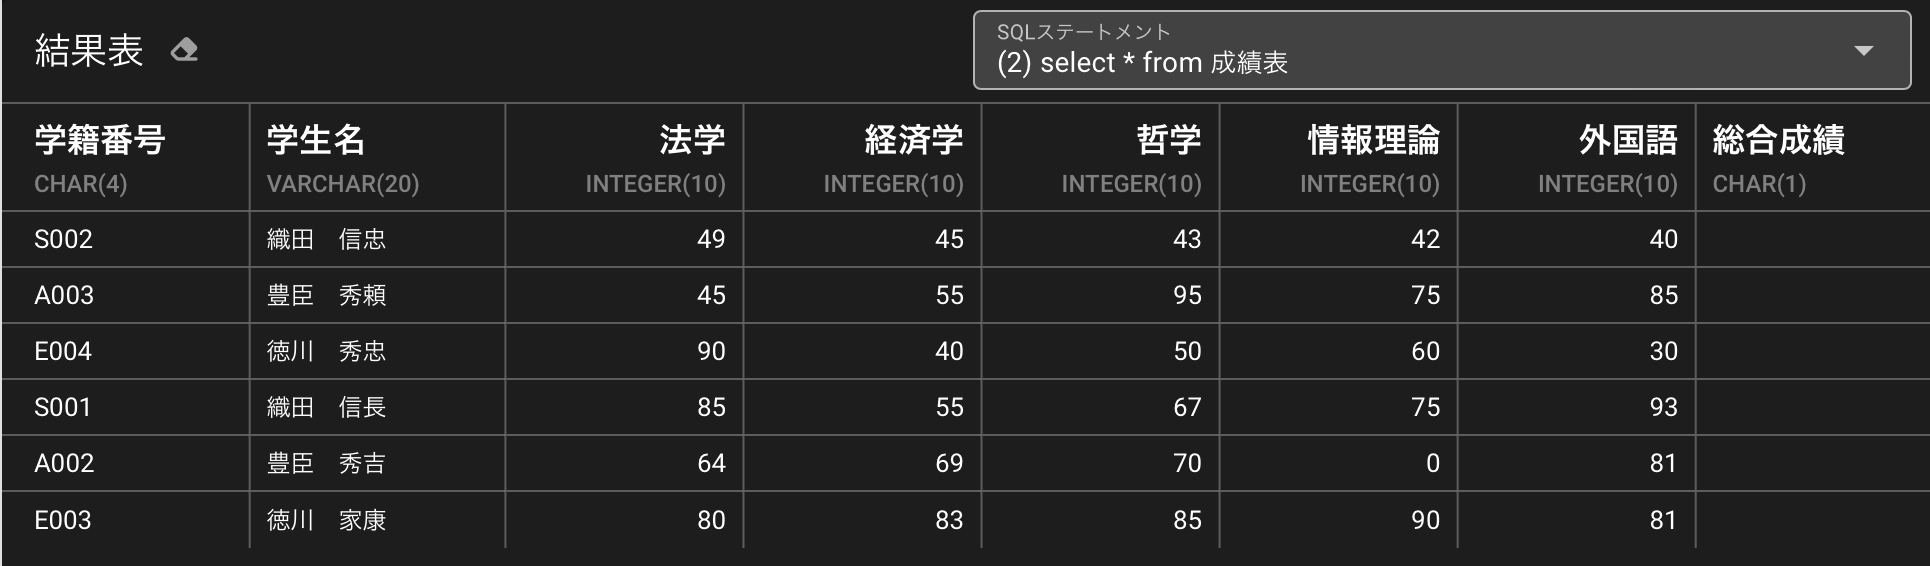 結果表
SQLステートメント
(2) select * from 成績表
学籍番号 学生名 法学 経済学 哲学 情報理論 外国語 総合成績
CHAR(4) VARCHAR(20) INTEGER(10) INTEGER(10) INTEGER(10) INTEGER(10) INTEGER(10) CHAR(1)
S002 織田　信忠 49 45 43 42 40
A003 豊臣　秀頼 45 55 95 75 85
E004 徳川　秀忠 90 40 50 60 30
S001 織田　信長 85 55 67 75 93
A002 豊臣　秀吉 64 69 70 0 81
E003 徳川　家康 80 83 85 90 81